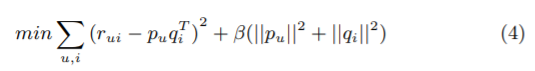 min ∑_{u,i} (r_{ui} − p_u q_i^T)^2 + β(||p_u||^2 + ||q_i||^2) (4)